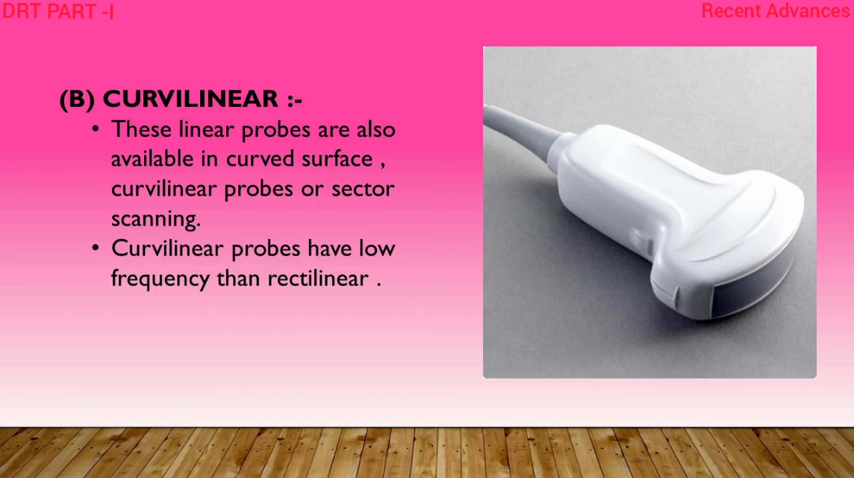 DRT PART -I
Recent Advances
(B) CURVILINEAR :-
• These linear probes are also
available in curved surface ,
curvilinear probes or sector
scanning.
• Curvilinear probes have low
frequency than rectilinear .